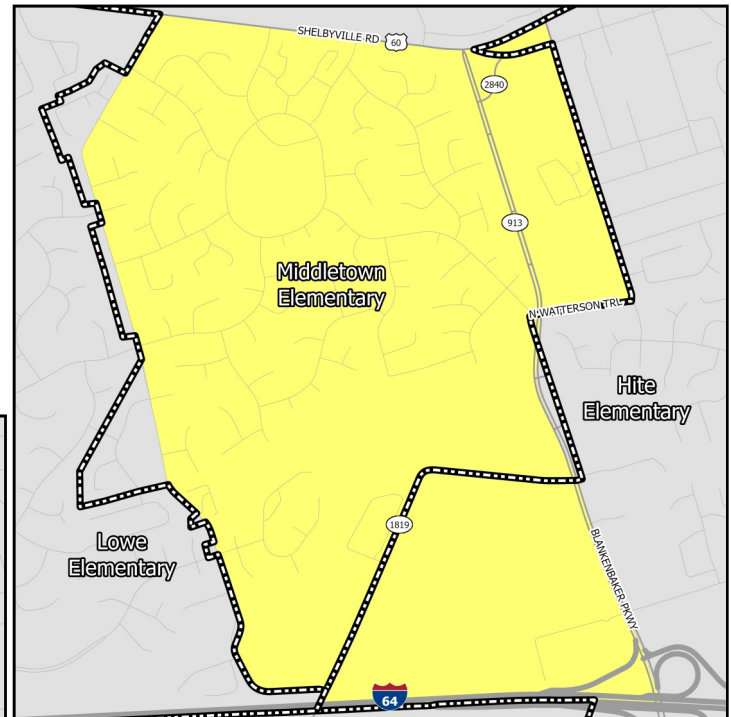 SHELBYVILLE RD
60
2840
913
Middletown
Elementary
N WATTERSON TRL
Hite
Elementary
1819
Lowe
Elementary
BLANKENBAKER PKWY
64